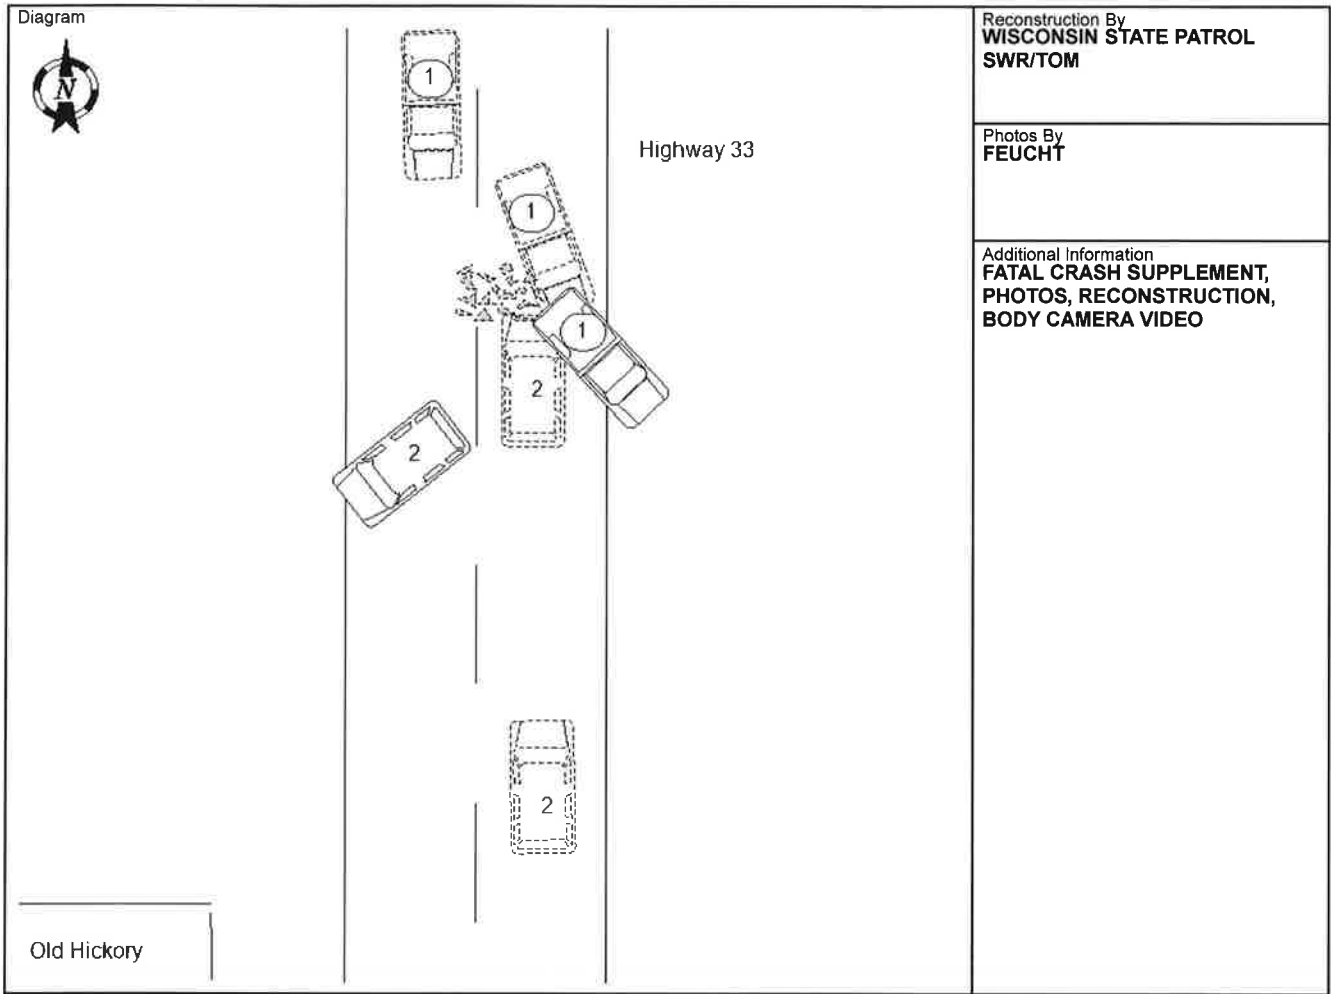 Diagram
N
1
Highway 33
1
1
2
2
2
Old Hickory
Reconstruction By
WISCONSIN STATE PATROL
SWR/TOM
Photos By
FEUCHT
Additional Information
FATAL CRASH SUPPLEMENT,
PHOTOS, RECONSTRUCTION,
BODY CAMERA VIDEO